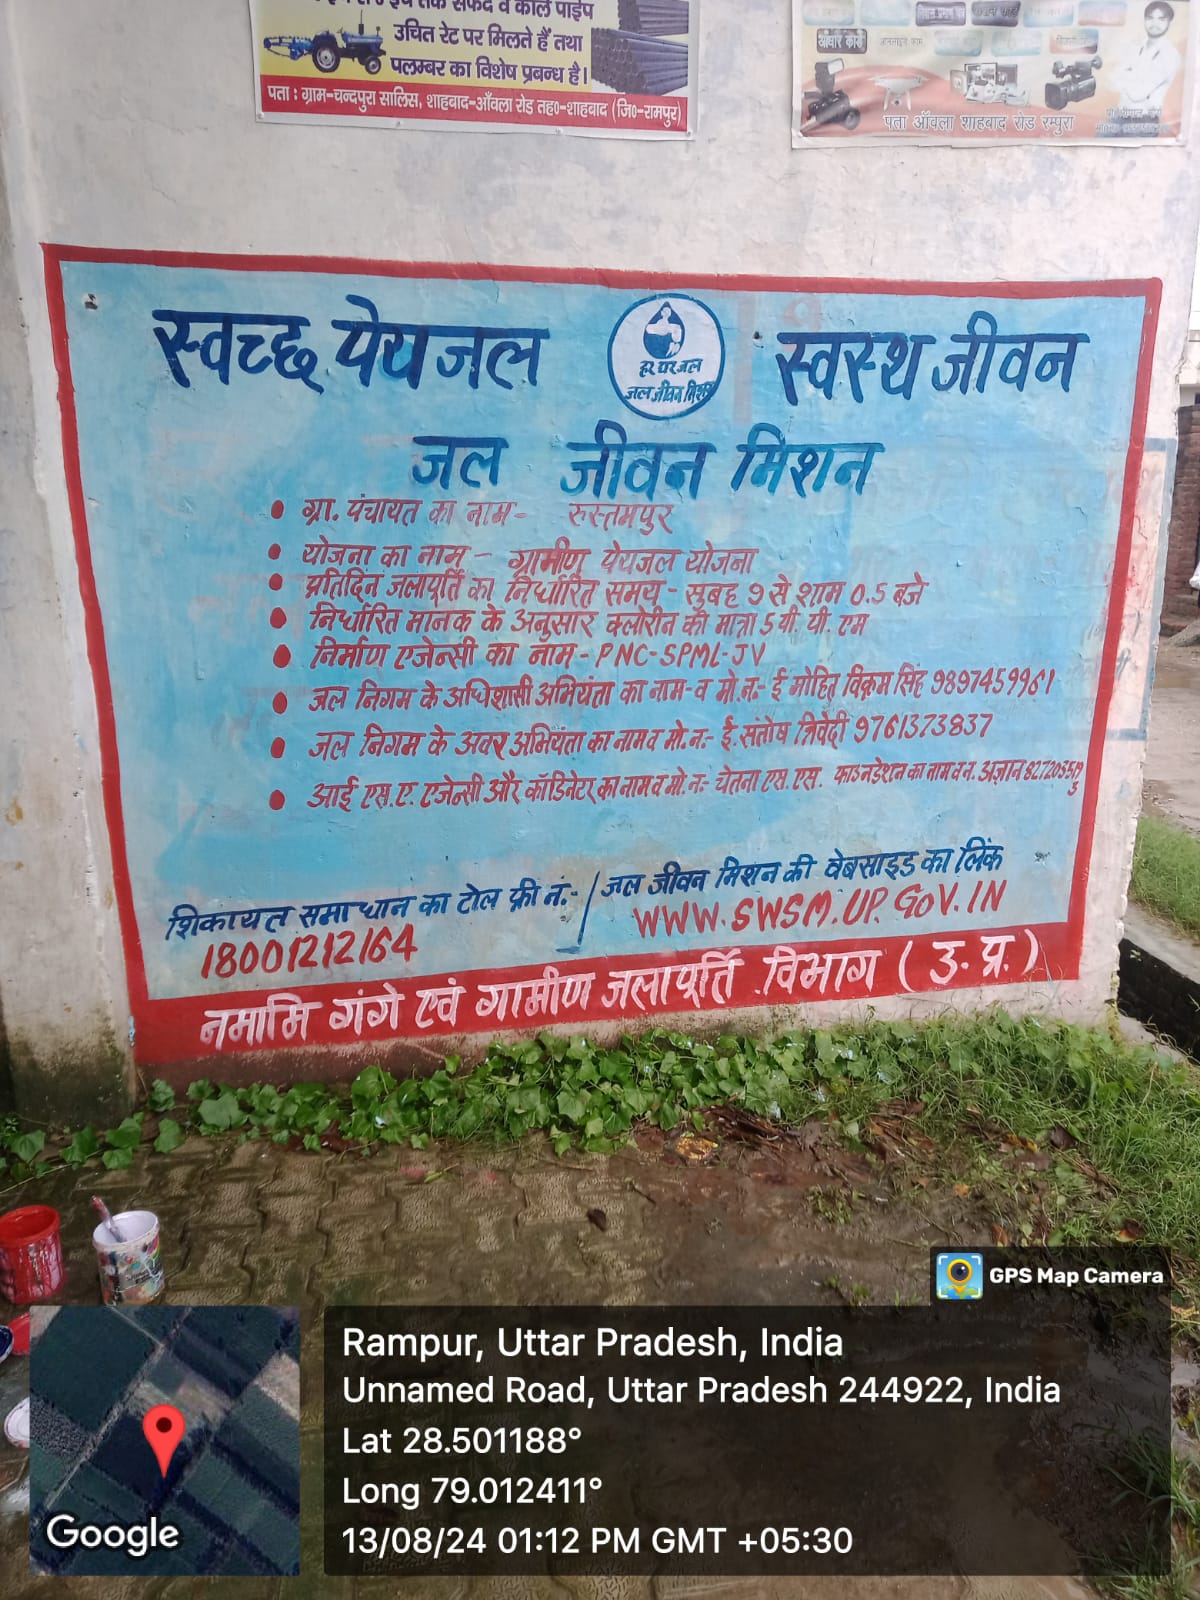 सफेद व काले पाईप
उचित रेट पर मिलते हैं तथा
पलम्बर का विशेष प्रबन्ध है।
पता : ग्राम-चन्दपुरा सालिस, शाहबाद-आँवला रोड तह०-शाहबाद (जि०-रामपुर)
आधार कार्ड
पता आँवला शाहबाद रोड रम्पुरा
स्वच्छ पेयजल
हर घर जल
जल जीवन मिशन
स्वस्थ जीवन
जल जीवन मिशन
• ग्रा. पंचायत का नाम- रुस्तमपुर
• योजना का नाम - ग्रामीण पेयजल योजना
• प्रतिदिन जलापूर्ति का निर्धारित समय - सुबह 9 से शाम 0.5 बजे
• निर्धारित मानक के अनुसार क्लोरीन की मात्रा 5 पी. पी. एम
• निर्माण एजेन्सी का नाम - PNC-SPML-JV
• जल निगम के अधिशासी अभियंता का नाम-व मो.नः- ई मोहित विक्रम सिंह 9897459961
• जल निगम के अवर अभियंता का नाम व मो.नः- ई.संतोष त्रिवेदी 9761373837
• आई एस.ए. एजेन्सी और कॉडिनेटर का नाम व मो.नः- चेतना एस.एस. फाउनडेशन का नाम व न. अज्ञान
शिकायत समाधान का टोल फ्री नं.:- / जल जीवन मिशन की वेबसाइड का लिंक
18001212164 WWW.SWSM.UP.GOV.IN
नमामि गंगे एवं गामीण जलापूर्ति .विभाग (उ.प्र.)
GPS Map Camera
Rampur, Uttar Pradesh, India
Unnamed Road, Uttar Pradesh 244922, India
Lat 28.501188°
Long 79.012411°
13/08/24 01:12 PM GMT +05:30
Google